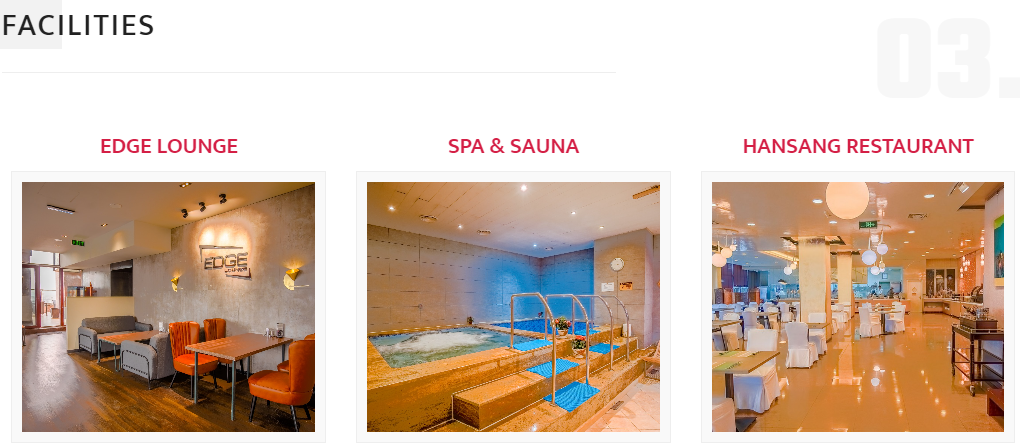 FACILITIES
03.
EDGE LOUNGE
SPA & SAUNA
HANSANG RESTAURANT
EDGE